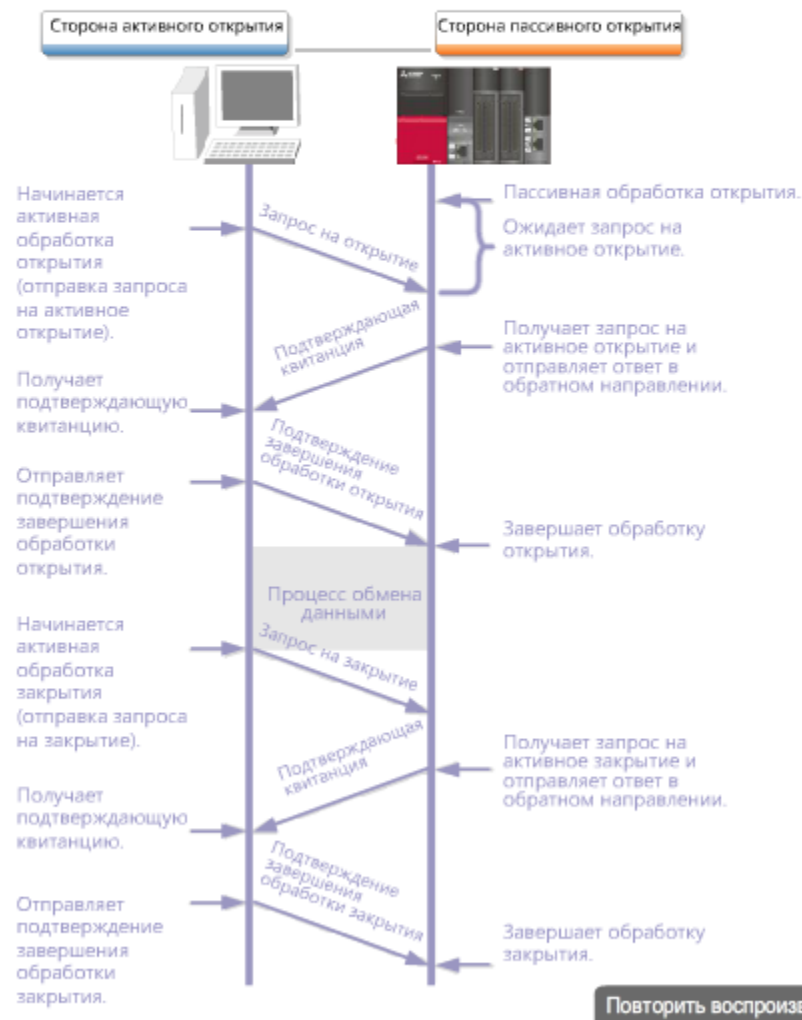 Сторона активного открытия
Сторона пассивного открытия
Начинается
активная
обработка
открытия
(отправка запроса
на активное
открытие).
Запрос на открытие
Пассивная обработка открытия.
Ожидает запрос на
активное открытие.
Подтверждающая
квитанция
Получает запрос на
активное открытие и
отправляет ответ в
обратном направлении.
Получает
подтверждающую
квитанцию.
Подтверждение
завершения
обработки открытия
Отправляет
подтверждение
завершения
обработки
открытия.
Завершает обработку
открытия.
Процесс обмена
данными
Начинается
активная
обработка
закрытия
(отправка запроса
на закрытие).
Запрос на закрытие
Подтверждающая
квитанция
Получает запрос на
активное закрытие и
отправляет ответ в
обратном направлении.
Получает
подтверждающую
квитанцию.
Подтверждение
завершения
обработки закрытия
Отправляет
подтверждение
завершения
обработки
закрытия.
Завершает обработку
закрытия.
Повторить